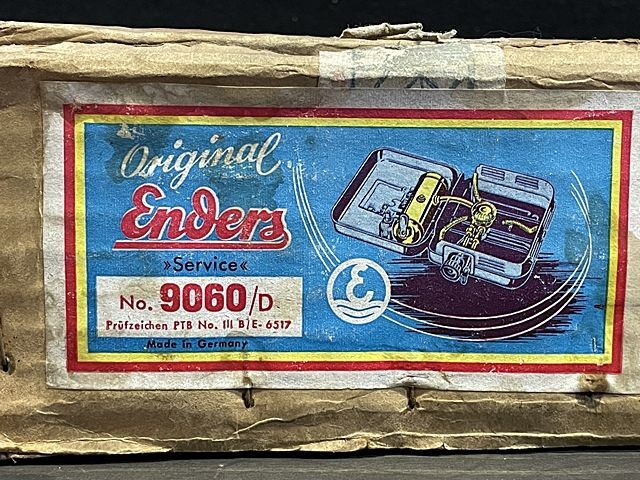 Original
Enders
»Service«
No. 9060/D
Prüfzeichen PTB No. III B/E- 6517
Made in Germany
E